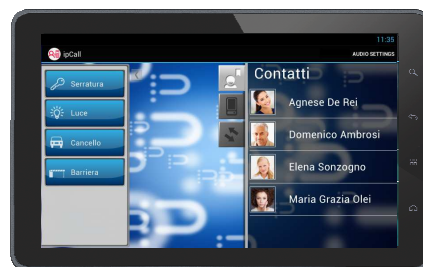 11:35
ipCall
AUDIO SETTINGS
Serratura
Luce
Cancello
Barriera
Contatti
Agnese De Rei
Domenico Ambrosi
Elena Sonzogno
Maria Grazia Olei